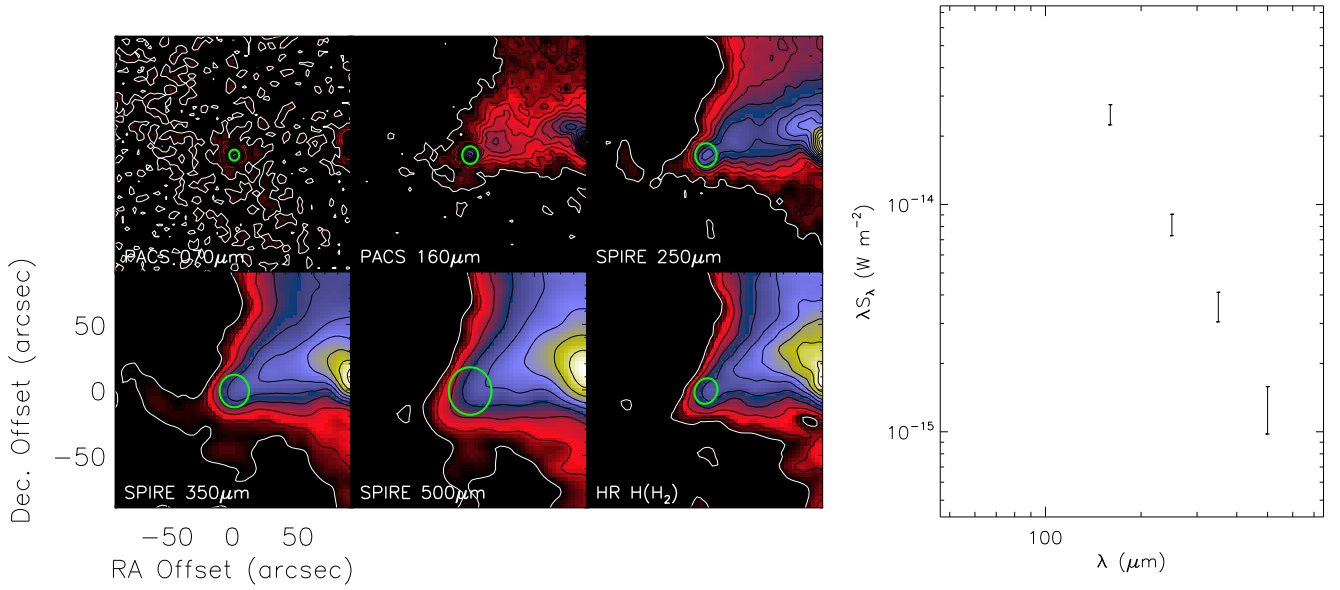 PACS 070μm
PACS 160μm
SPIRE 250μm
SPIRE 350μm
SPIRE 500μm
HR H(H₂)
Dec. Offset (arcsec)
50
0
−50
−50 0 50
RA Offset (arcsec)
λS_λ (W m⁻²)
10⁻¹⁴
10⁻¹⁵
100
λ (μm)